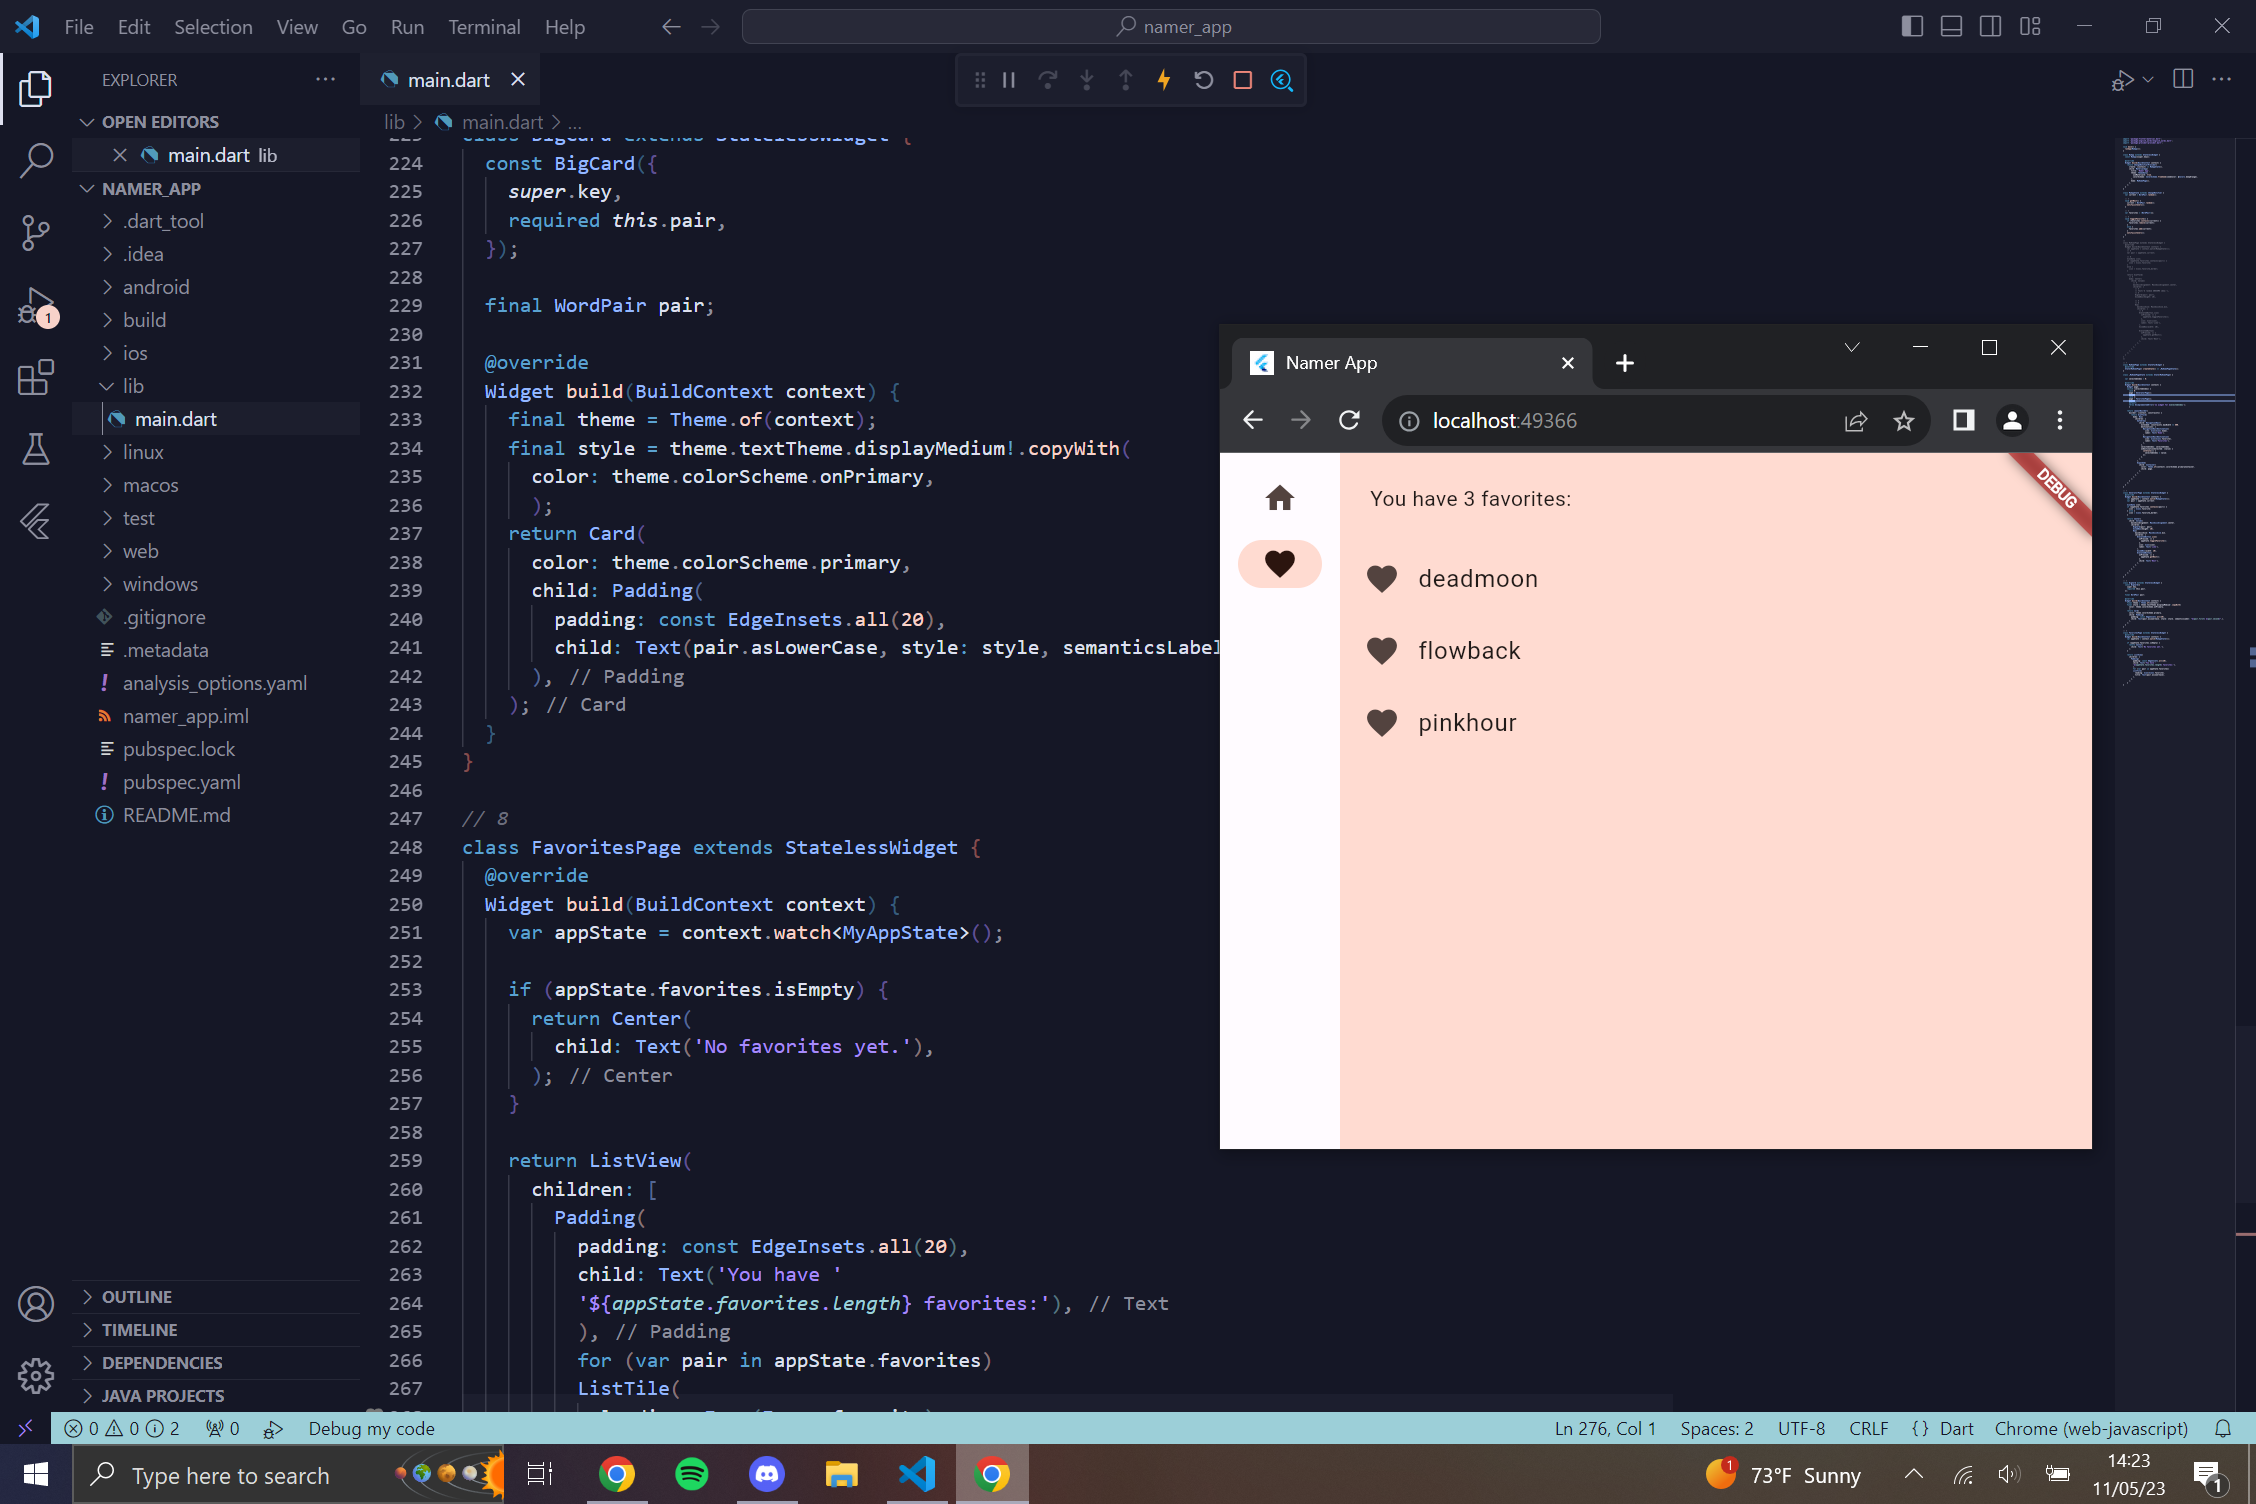 File Edit Selection View Go Run Terminal Help
namer_app
EXPLORER
main.dart
OPEN EDITORS
main.dart lib
NAMER_APP
.dart_tool
.idea
android
build
ios
lib
main.dart
linux
macos
test
web
windows
.gitignore
.metadata
analysis_options.yaml
namer_app.iml
pubspec.lock
pubspec.yaml
README.md
OUTLINE
TIMELINE
DEPENDENCIES
JAVA PROJECTS
1
lib > main.dart > ...
class BigCard extends StatelessWidget {
224 const BigCard({
225 super.key,
226 required this.pair,
227 });
228
229 final WordPair pair;
230
231 @override
232 Widget build(BuildContext context) {
233 final theme = Theme.of(context);
234 final style = theme.textTheme.displayMedium!.copyWith(
235 color: theme.colorScheme.onPrimary,
236 );
237 return Card(
238 color: theme.colorScheme.primary,
239 child: Padding(
240 padding: const EdgeInsets.all(20),
241 child: Text(pair.asLowerCase, style: style, semanticsLabel
242 ), // Padding
243 ); // Card
244 }
245 }
246
247 // 8
248 class FavoritesPage extends StatelessWidget {
249 @override
250 Widget build(BuildContext context) {
251 var appState = context.watch<MyAppState>();
252
253 if (appState.favorites.isEmpty) {
254 return Center(
255 child: Text('No favorites yet.'),
256 ); // Center
257 }
258
259 return ListView(
260 children: [
261 Padding(
262 padding: const EdgeInsets.all(20),
263 child: Text('You have '
264 '${appState.favorites.length} favorites:'), // Text
265 ), // Padding
266 for (var pair in appState.favorites)
267 ListTile(
Namer App
localhost:49366
DEBUG
You have 3 favorites:
deadmoon
flowback
pinkhour
0 0 2 0 Debug my code
Ln 276, Col 1 Spaces: 2 UTF-8 CRLF {} Dart Chrome (web-javascript)
Type here to search
1 73°F Sunny
14:23
11/05/23
1